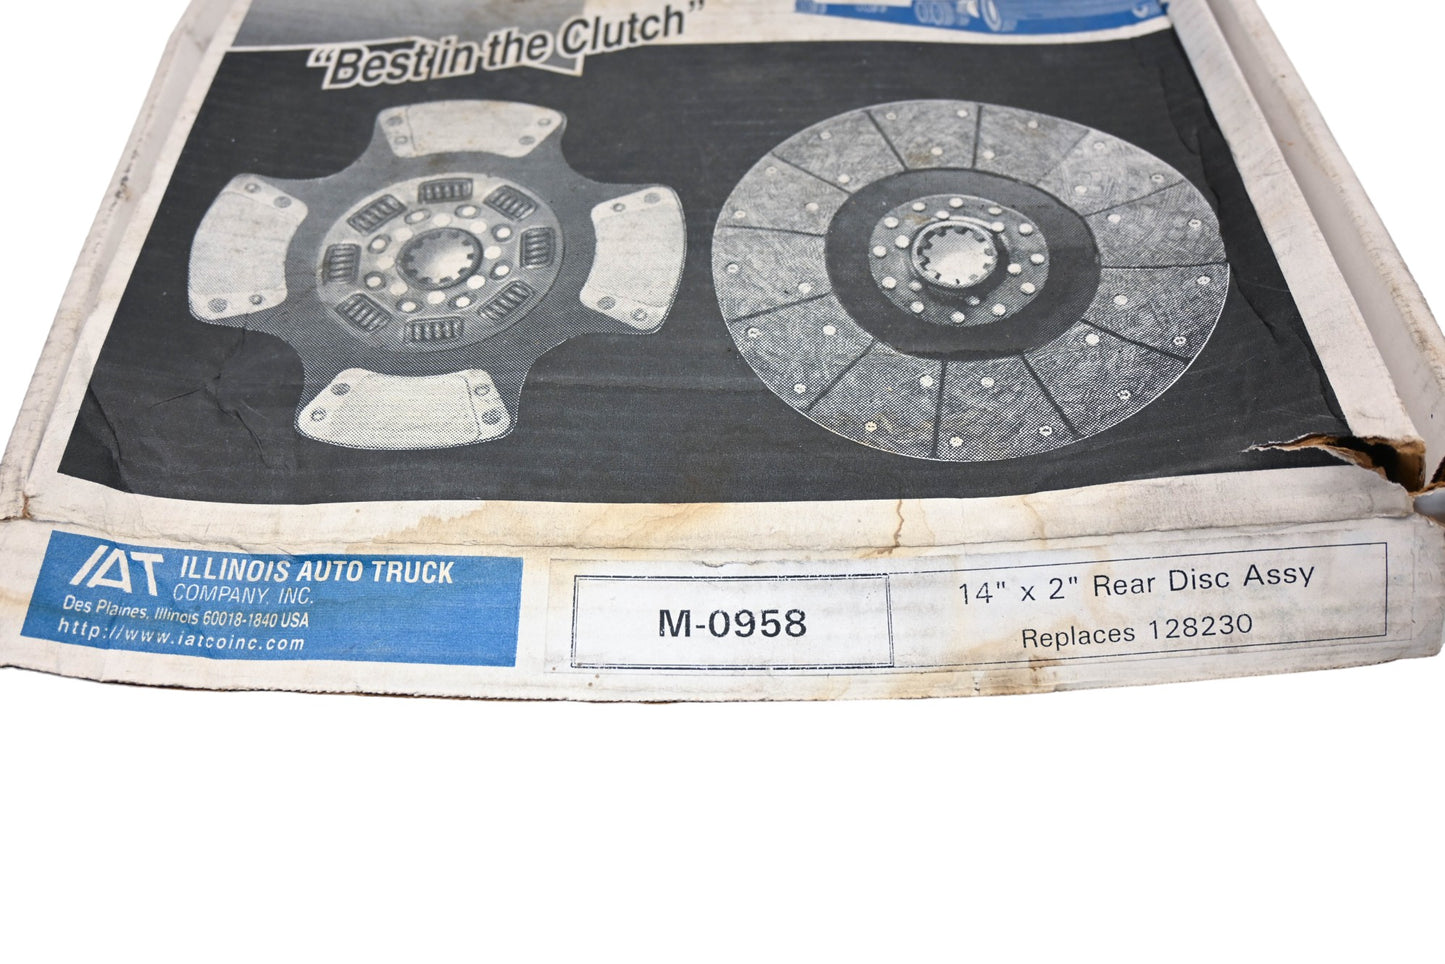 "Best in the Clutch"
IAT ILLINOIS AUTO TRUCK
COMPANY, INC.
Des Plaines, Illinois 60018-1840 USA
http://www.iatcoinc.com
M-0958
14" x 2" Rear Disc Assy
Replaces 128230